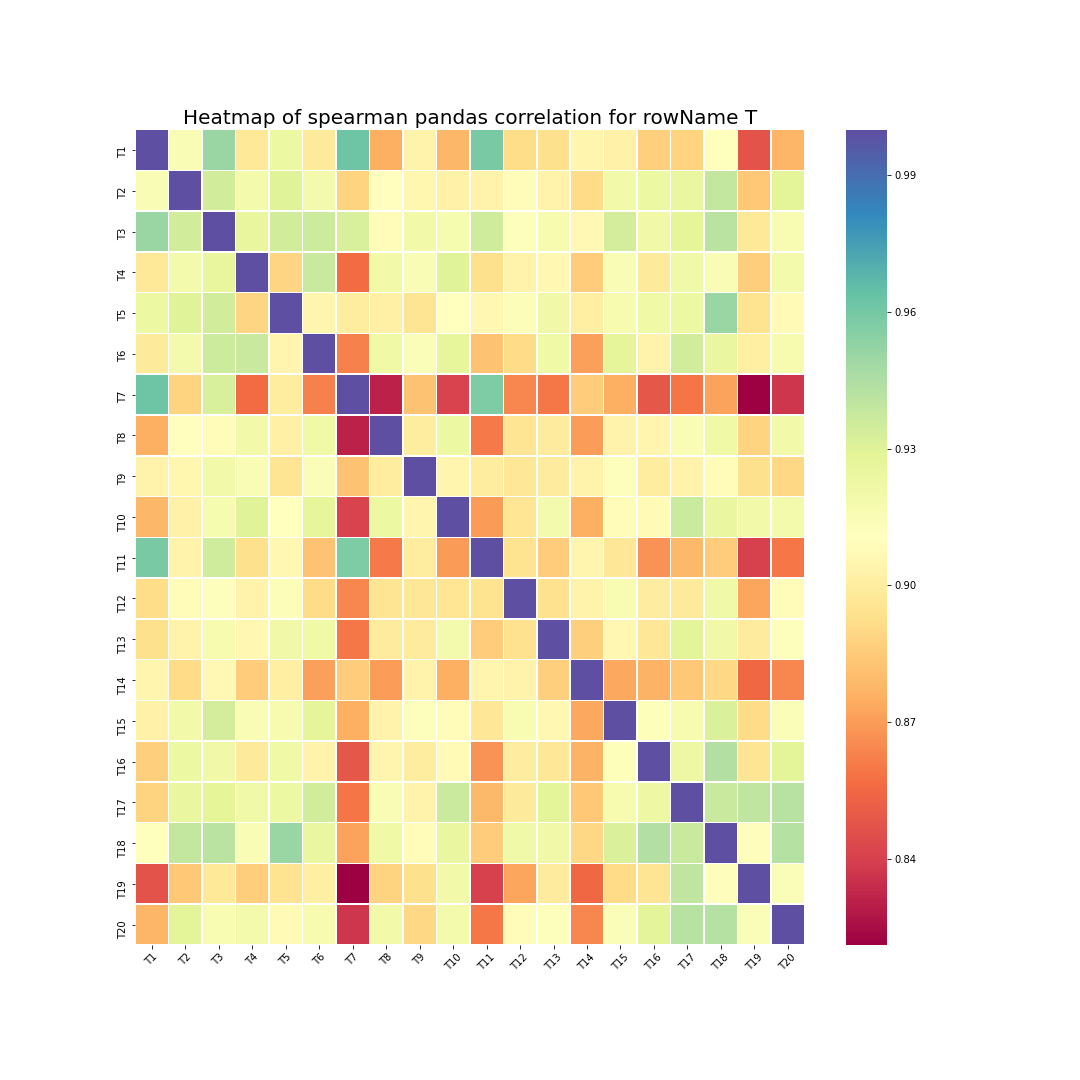 Heatmap of spearman pandas correlation for rowName T
T1
T2
T3
T4
T5
T6
T7
T8
T9
T10
T11
T12
T13
T14
T15
T16
T17
T18
T19
T20
T1 T2 T3 T4 T5 T6 T7 T8 T9 T10 T11 T12 T13 T14 T15 T16 T17 T18 T19 T20
0.99
0.96
0.93
0.90
0.87
0.84